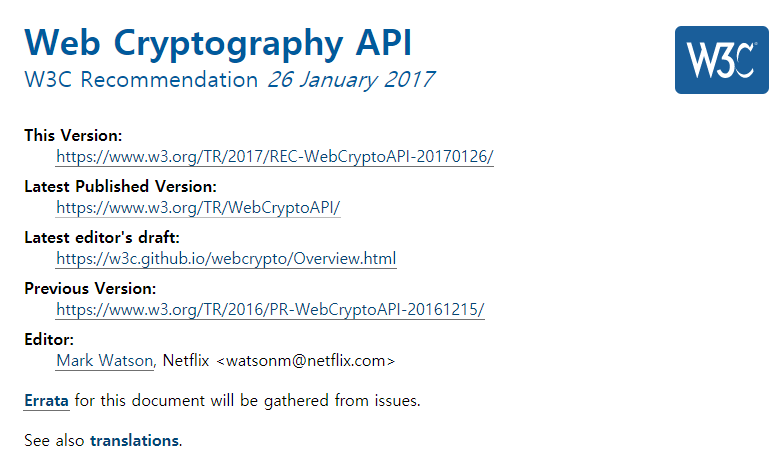 Web Cryptography API
W3C Recommendation 26 January 2017
W3C
This Version:
https://www.w3.org/TR/2017/REC-WebCryptoAPI-20170126/
Latest Published Version:
https://www.w3.org/TR/WebCryptoAPI/
Latest editor's draft:
https://w3c.github.io/webcrypto/Overview.html
Previous Version:
https://www.w3.org/TR/2016/PR-WebCryptoAPI-20161215/
Editor:
Mark Watson, Netflix <watsonm@netflix.com>
Errata for this document will be gathered from issues.
See also translations.